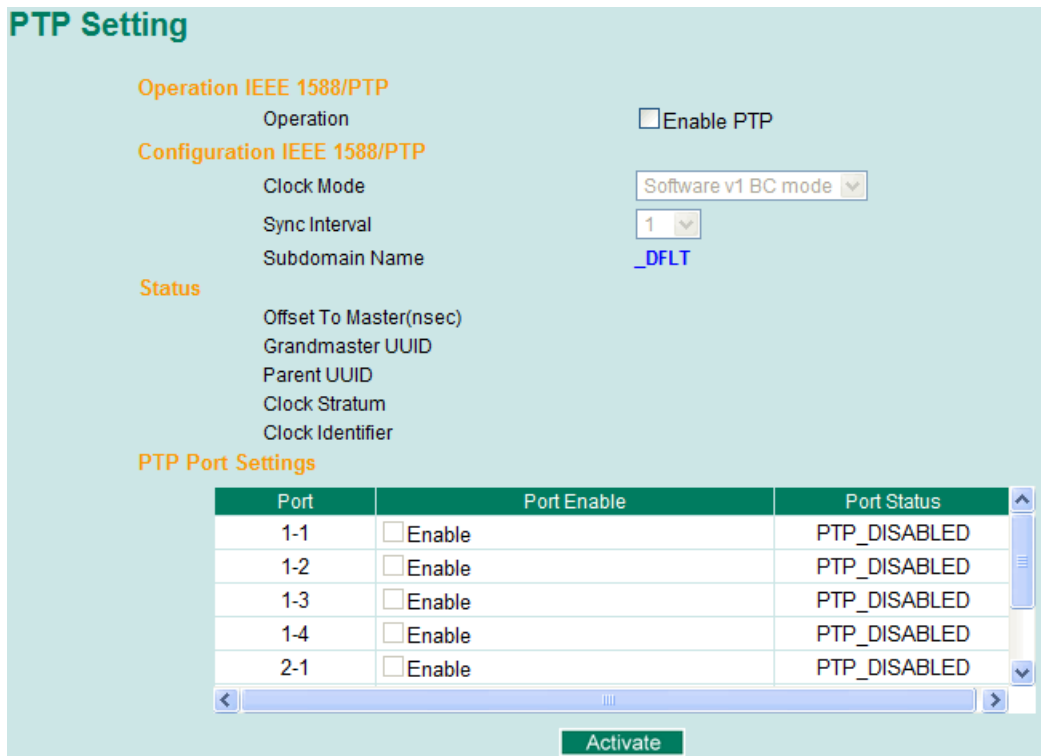 PTP Setting
Operation IEEE 1588/PTP
Operation Enable PTP
Configuration IEEE 1588/PTP
Clock Mode Software v1 BC mode
Sync Interval 1
Subdomain Name _DFLT
Status
Offset To Master(nsec)
Grandmaster UUID
Parent UUID
Clock Stratum
Clock Identifier
PTP Port Settings
Port Port Enable Port Status
1-1 Enable PTP_DISABLED
1-2 Enable PTP_DISABLED
1-3 Enable PTP_DISABLED
1-4 Enable PTP_DISABLED
2-1 Enable PTP_DISABLED
Activate